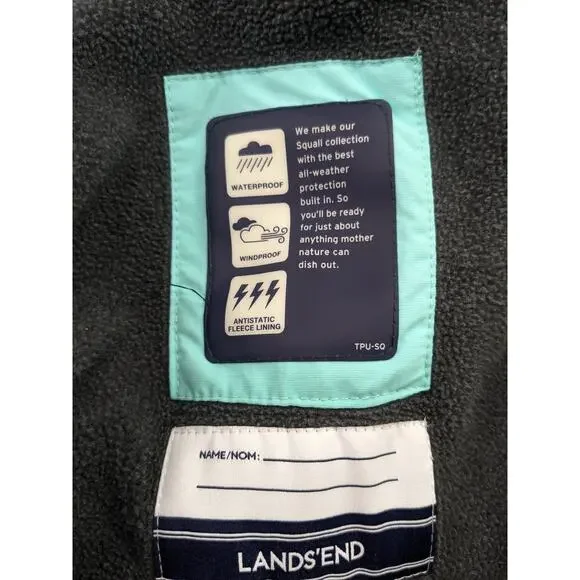 WATERPROOF
WINDPROOF
ANTISTATIC
FLEECE LINING
We make our
Squall collection
with the best
all-weather
protection
built in. So
you'll be ready
for just about
anything mother
nature can
dish out.
TPU-SQ
NAME/NOM:
LANDS'END